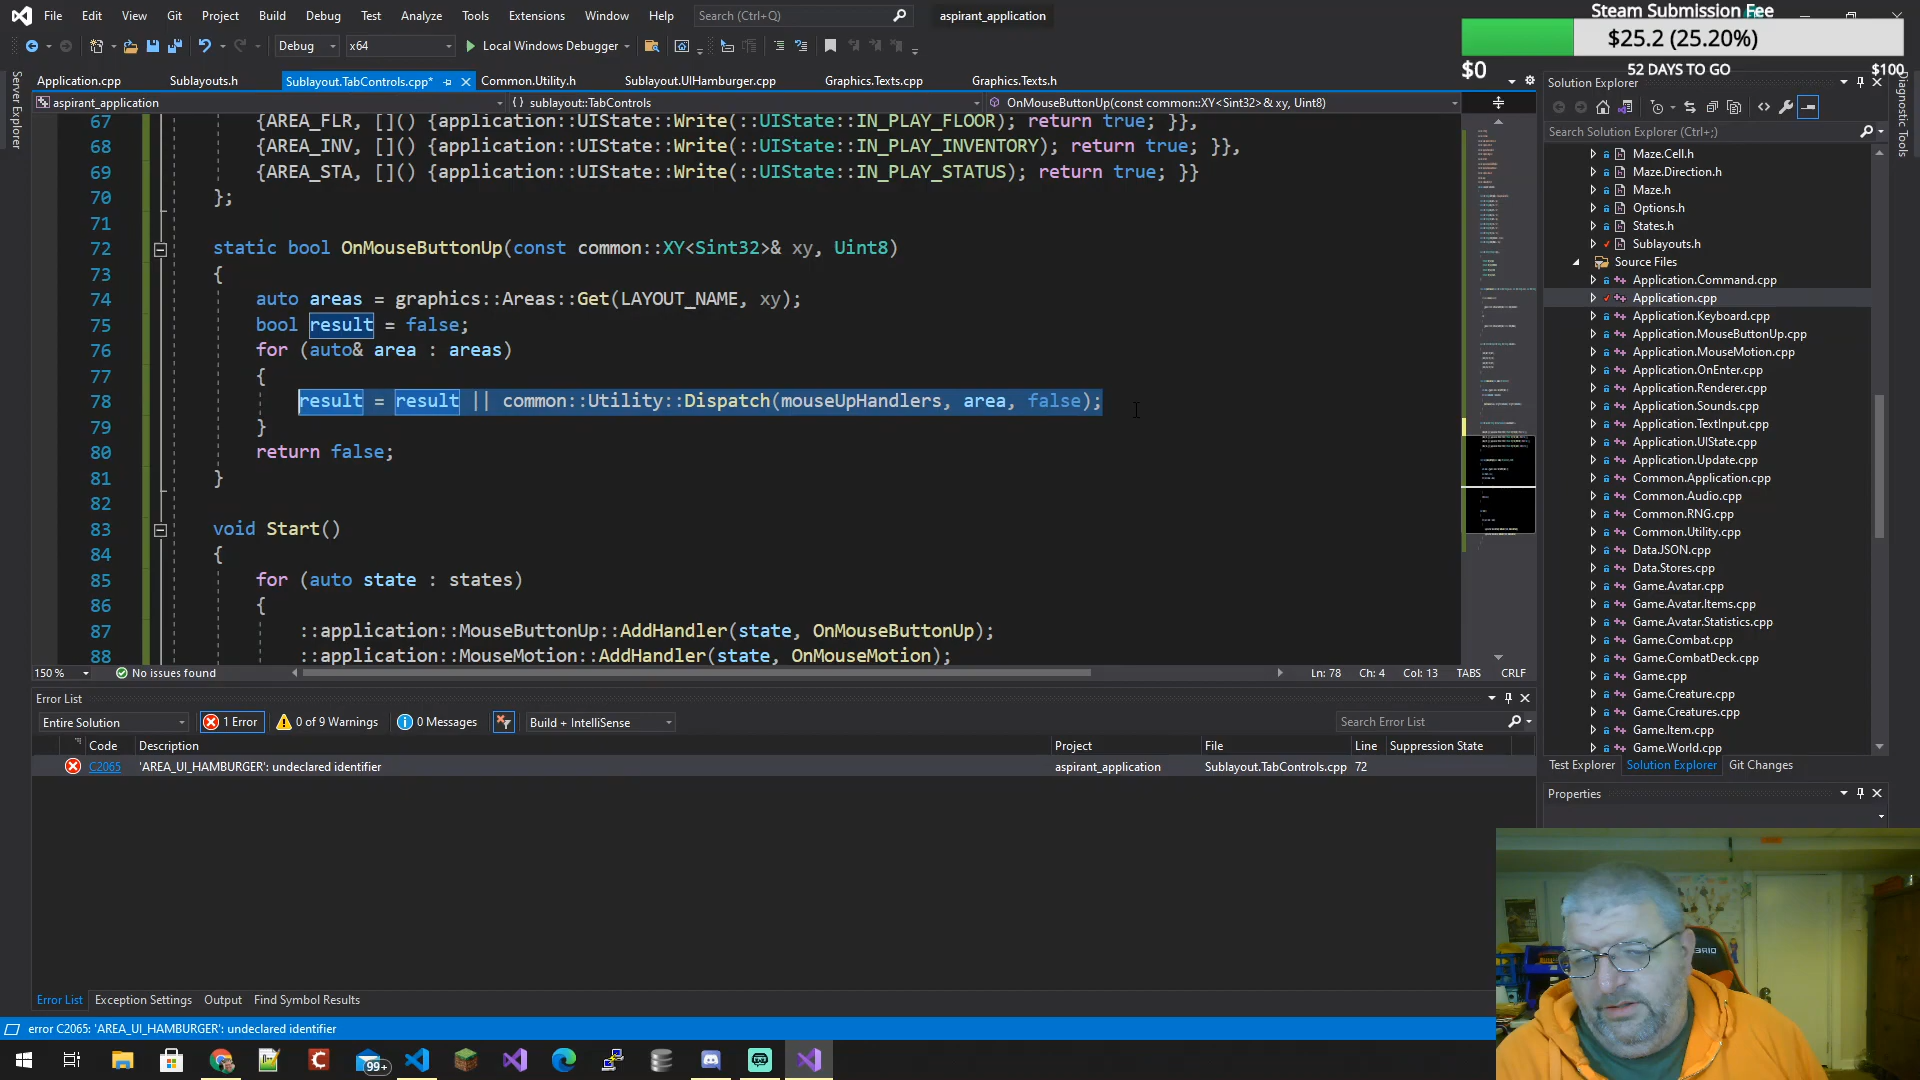 File Edit View Git Project Build Debug Test Analyze Tools Extensions Window Help Search (Ctrl+Q) aspirant_application
Steam Submission Fee
$25.2 (25.20%)
$0 52 DAYS TO GO $100
Debug x64 Local Windows Debugger
Server Explorer
Diagnostic Tools
Application.cpp Sublayouts.h Sublayout.TabControls.cpp* Common.Utility.h Sublayout.UIHamburger.cpp Graphics.Texts.cpp Graphics.Texts.h
aspirant_application {} sublayout::TabControls OnMouseButtonUp(const common::XY<Sint32>& xy, Uint8)
67 {AREA_FLR, []() {application::UIState::Write(::UIState::IN_PLAY_FLOOR); return true; }},
68 {AREA_INV, []() {application::UIState::Write(::UIState::IN_PLAY_INVENTORY); return true; }},
69 {AREA_STA, []() {application::UIState::Write(::UIState::IN_PLAY_STATUS); return true; }}
70 };
71
72 static bool OnMouseButtonUp(const common::XY<Sint32>& xy, Uint8)
73 {
74 auto areas = graphics::Areas::Get(LAYOUT_NAME, xy);
75 bool result = false;
76 for (auto& area : areas)
77 {
78 result = result || common::Utility::Dispatch(mouseUpHandlers, area, false);
79 }
80 return false;
81 }
82
83 void Start()
84 {
85 for (auto state : states)
86 {
87 ::application::MouseButtonUp::AddHandler(state, OnMouseButtonUp);
88 ::application::MouseMotion::AddHandler(state, OnMouseMotion);
150 % No issues found Ln: 78 Ch: 4 Col: 13 TABS CRLF
Error List
Entire Solution 1 Error 0 of 9 Warnings 0 Messages Build + IntelliSense Search Error List
Code Description Project File Line Suppression State
C2065 'AREA_UI_HAMBURGER': undeclared identifier aspirant_application Sublayout.TabControls.cpp 72
Error List Exception Settings Output Find Symbol Results
error C2065: 'AREA_UI_HAMBURGER': undeclared identifier
Solution Explorer
Search Solution Explorer (Ctrl+;)
Maze.Cell.h
Maze.Direction.h
Maze.h
Options.h
States.h
Sublayouts.h
Source Files
Application.Command.cpp
Application.cpp
Application.Keyboard.cpp
Application.MouseButtonUp.cpp
Application.MouseMotion.cpp
Application.OnEnter.cpp
Application.Renderer.cpp
Application.Sounds.cpp
Application.TextInput.cpp
Application.UIState.cpp
Application.Update.cpp
Common.Application.cpp
Common.Audio.cpp
Common.RNG.cpp
Common.Utility.cpp
Data.JSON.cpp
Data.Stores.cpp
Game.Avatar.cpp
Game.Avatar.Items.cpp
Game.Avatar.Statistics.cpp
Game.Combat.cpp
Game.CombatDeck.cpp
Game.cpp
Game.Creature.cpp
Game.Creatures.cpp
Game.Item.cpp
Game.World.cpp
Test Explorer Solution Explorer Git Changes
Properties
99+